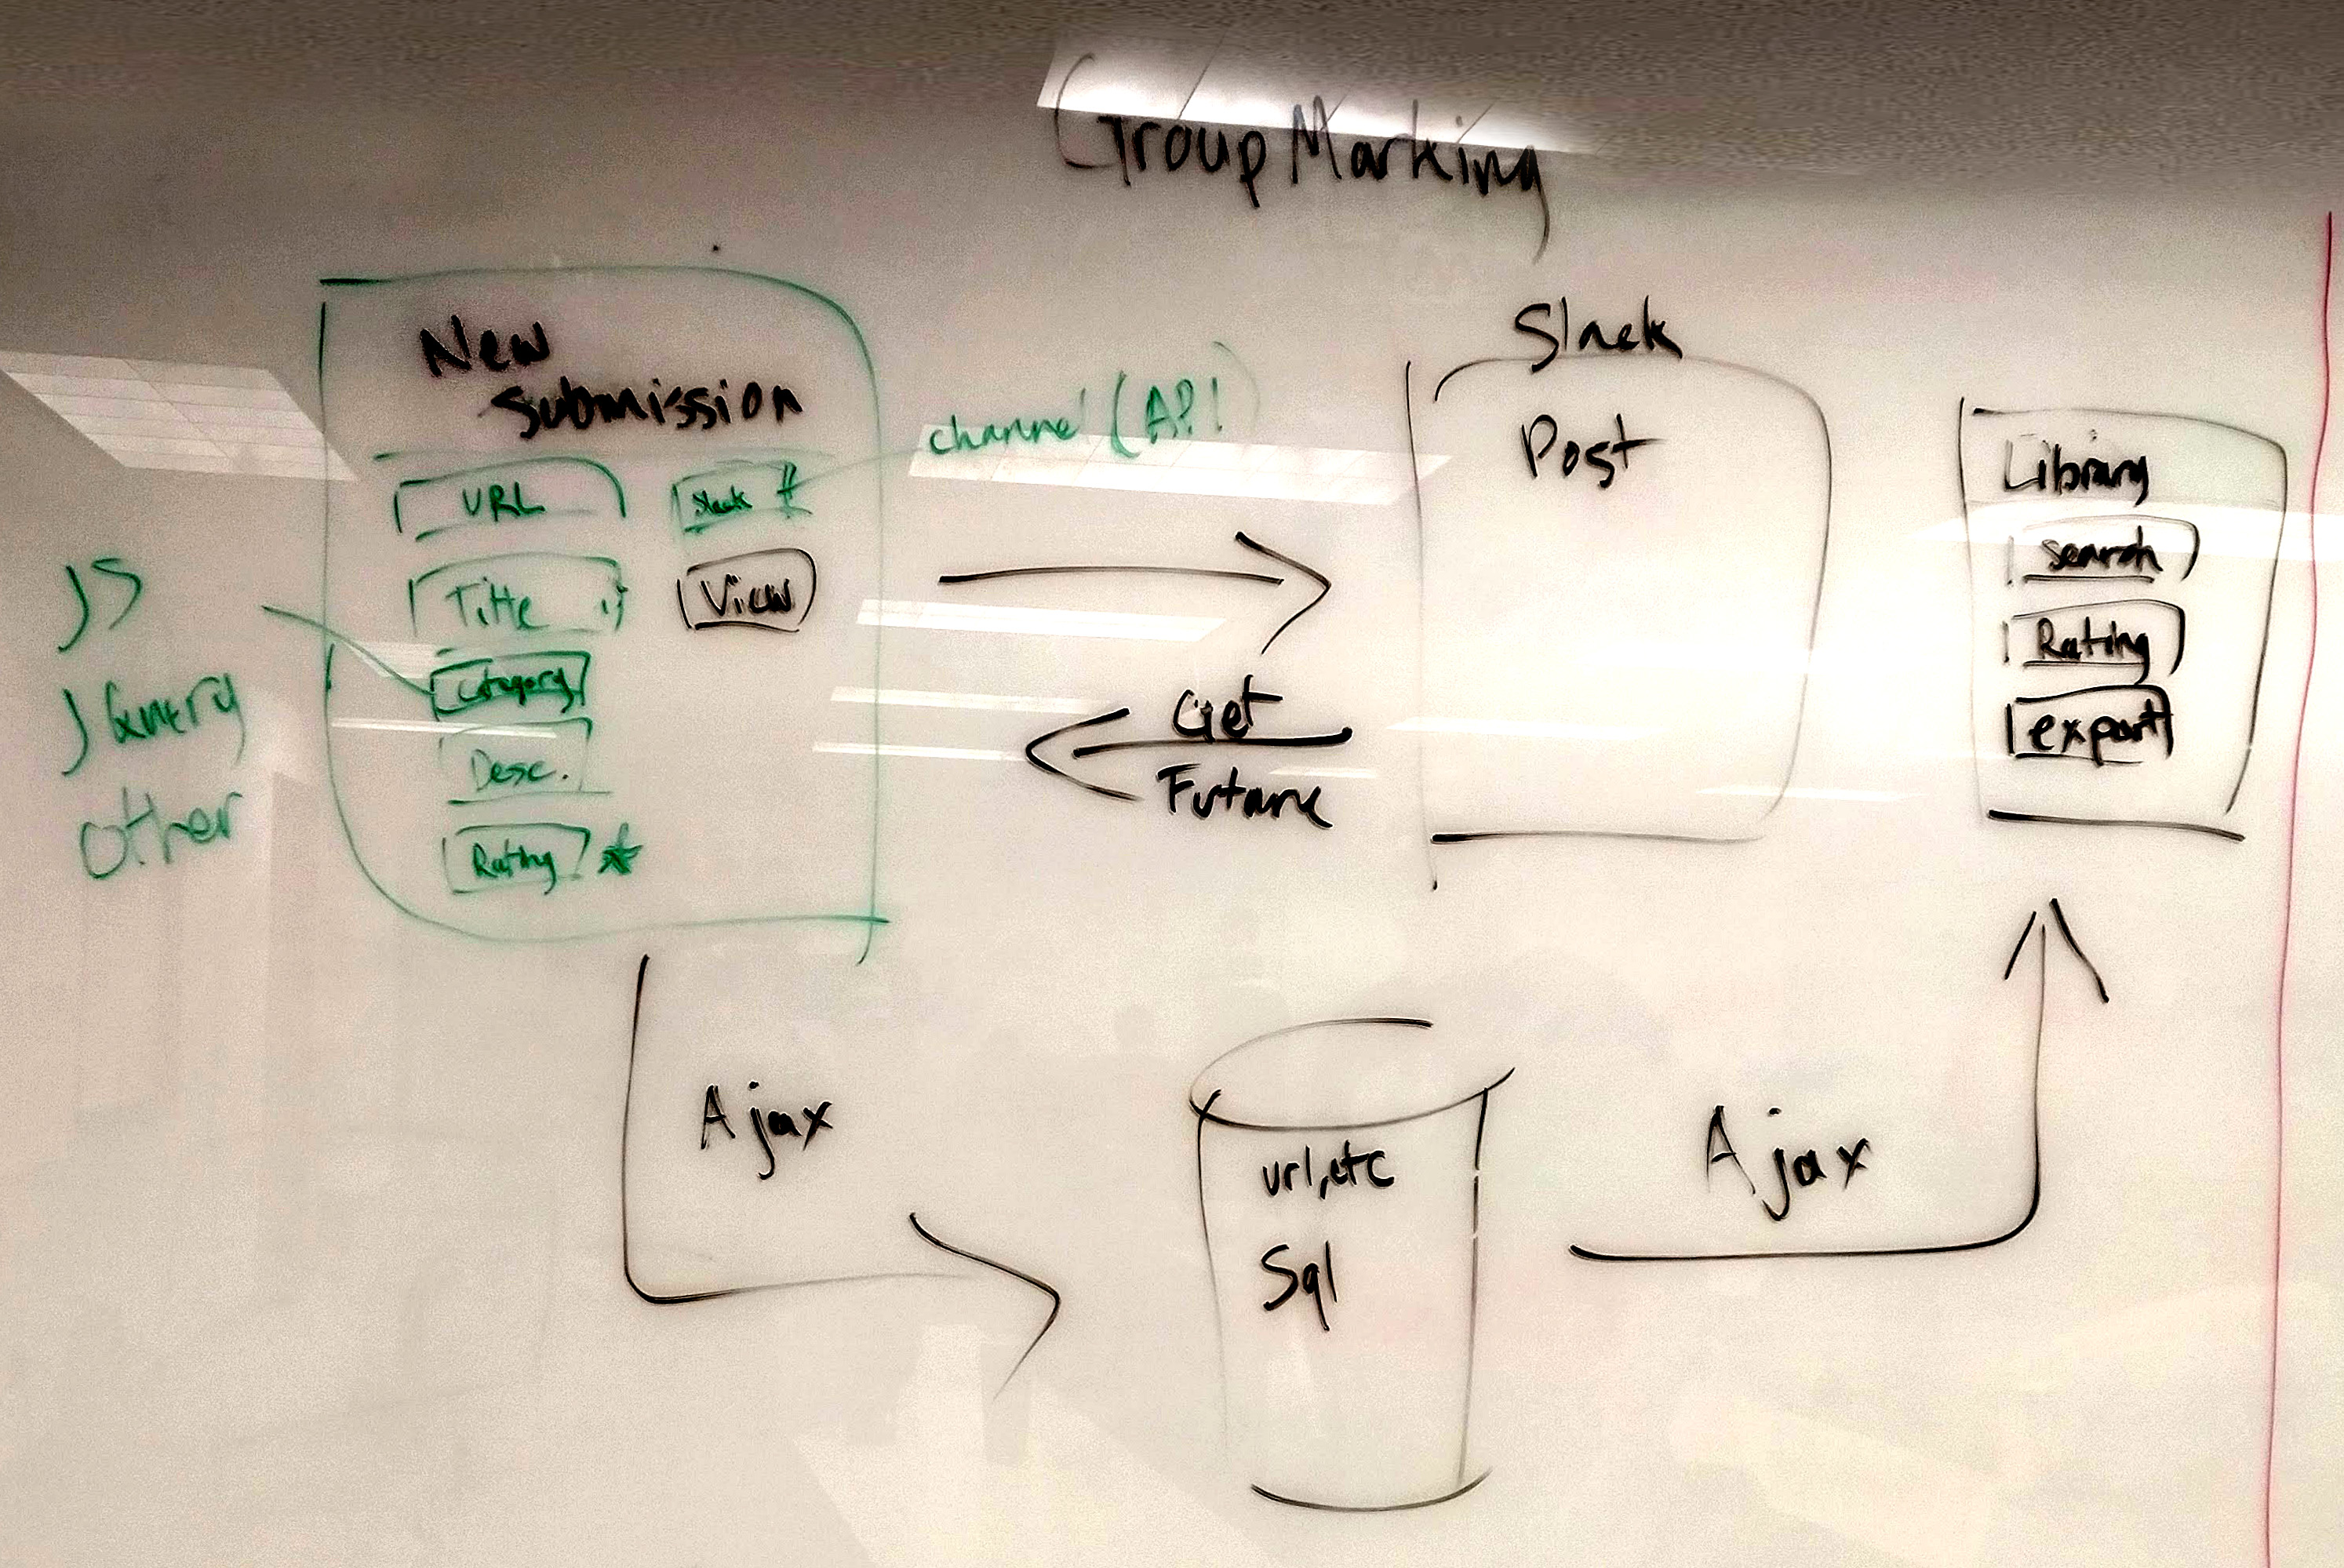 Group Marking
New
Submission
URL
Slack #
channel (API)
Title
View
Category
Desc.
Rating
JS
JQuery
Other
Slack
Post
Get
Future
Library
search
Rating
export
Ajax
url, etc
Sql
Ajax